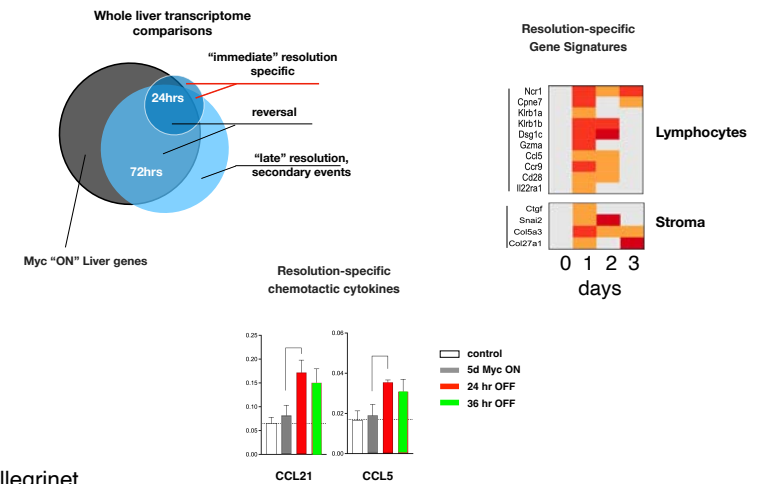 Whole liver transcriptome
comparisons
"immediate" resolution
specific
24hrs
reversal
72hrs
"late" resolution,
secondary events
Myc "ON" Liver genes
Resolution-specific
Gene Signatures
Ncr1
Cpne7
Klrb1a
Klrb1b
Dsg1c
Gzma
Ccl5
Ccr9
Cd28
Il22ra1
Lymphocytes
Ctgf
Snai2
Col5a3
Col27a1
Stroma
0 1 2 3
days
Resolution-specific
chemotactic cytokines
0.25
0.20
0.15
0.10
0.05
0.00
CCL21
0.06
0.04
0.02
0.00
CCL5
control
5d Myc ON
24 hr OFF
36 hr OFF
llegrinet